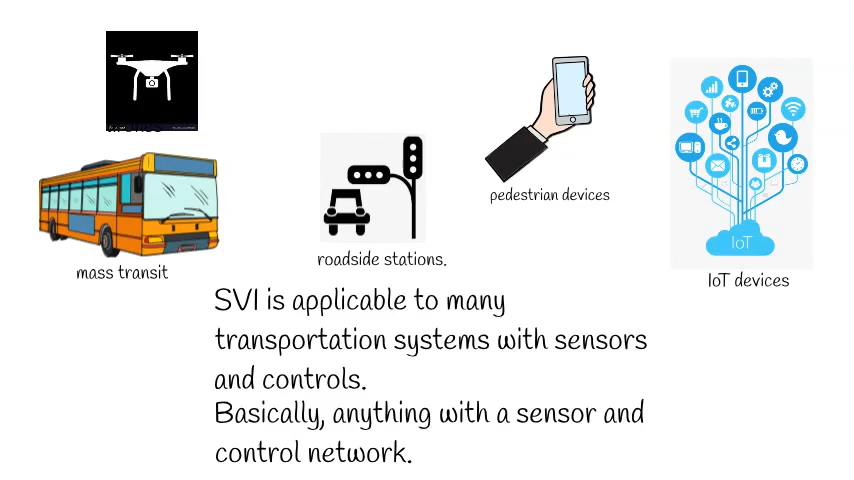 mass transit
roadside stations.
pedestrian devices
IoT
IoT devices
SVI is applicable to many
transportation systems with sensors
and controls.
Basically, anything with a sensor and
control network.